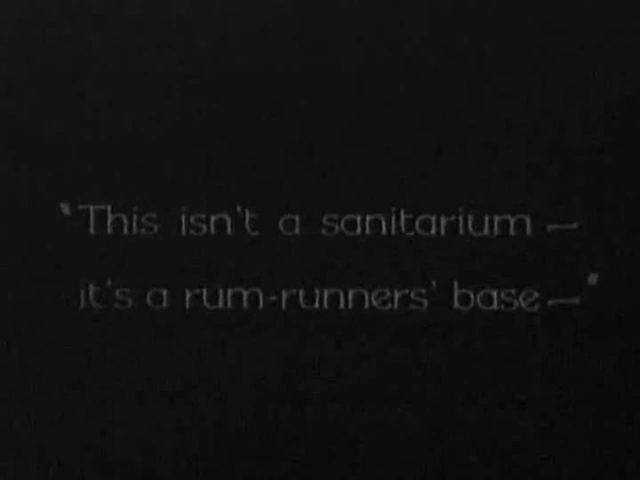 "This isn't a sanitarium —
it's a rum-runners' base —"